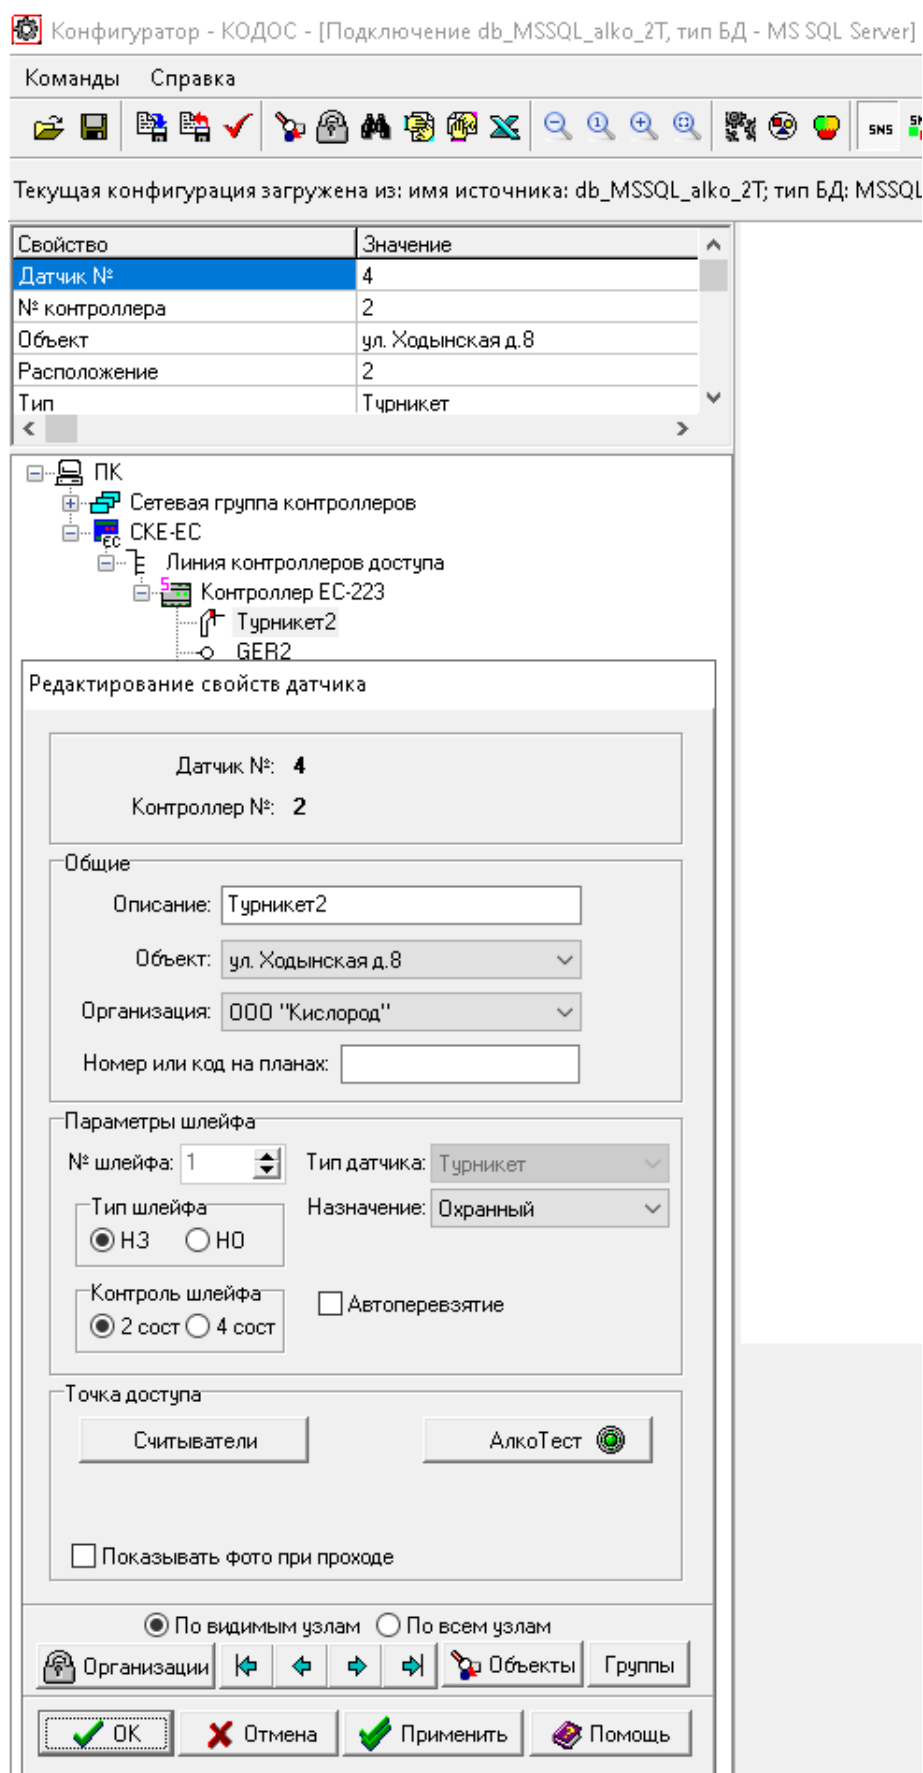 Конфигуратор - КОДОС - [Подключение db_MSSQL_alko_2T, тип БД - MS SQL Server]
Команды Справка
SNS
Текущая конфигурация загружена из: имя источника: db_MSSQL_alko_2T; тип БД: MSSQL
Свойство Значение
Датчик № 4
№ контроллера 2
Объект ул. Ходынская д.8
Расположение 2
Тип Турникет
ПК
Сетевая группа контроллеров
СКЕ-ЕС
Линия контроллеров доступа
Контроллер ЕС-223
Турникет2
GER2
Редактирование свойств датчика
Датчик №: 4
Контроллер №: 2
Общие
Описание: Турникет2
Объект: ул. Ходынская д.8
Организация: ООО "Кислород"
Номер или код на планах:
Параметры шлейфа
№ шлейфа: 1 Тип датчика: Турникет
Тип шлейфа Назначение: Охранный
НЗ НО
Контроль шлейфа
2 сост 4 сост Автоперевзятие
Точка доступа
Считыватели АлкоТест
Показывать фото при проходе
По видимым узлам По всем узлам
Организации Объекты Группы
OK Отмена Применить Помощь